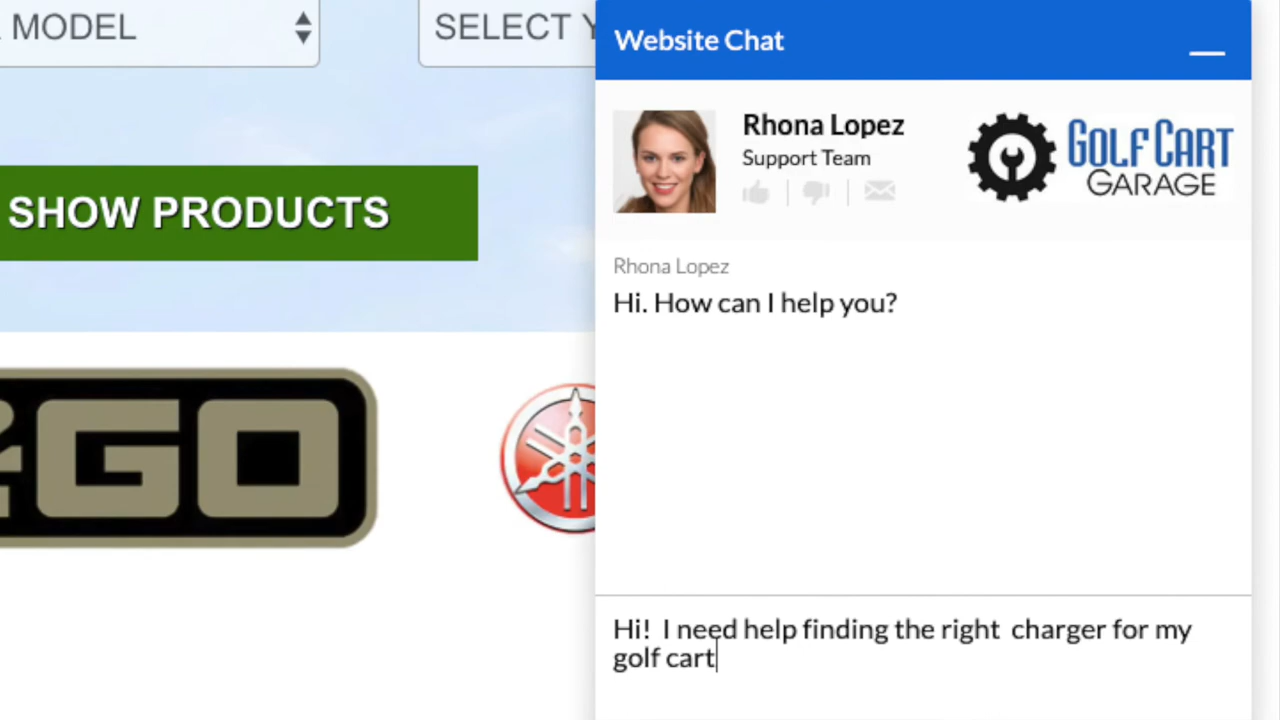 MODEL
SELECT
Website Chat
Rhona Lopez
Support Team
GOLF CART
GARAGE
SHOW PRODUCTS
Rhona Lopez
Hi. How can I help you?
GO
Hi!  I need help finding the right  charger for my
golf cart